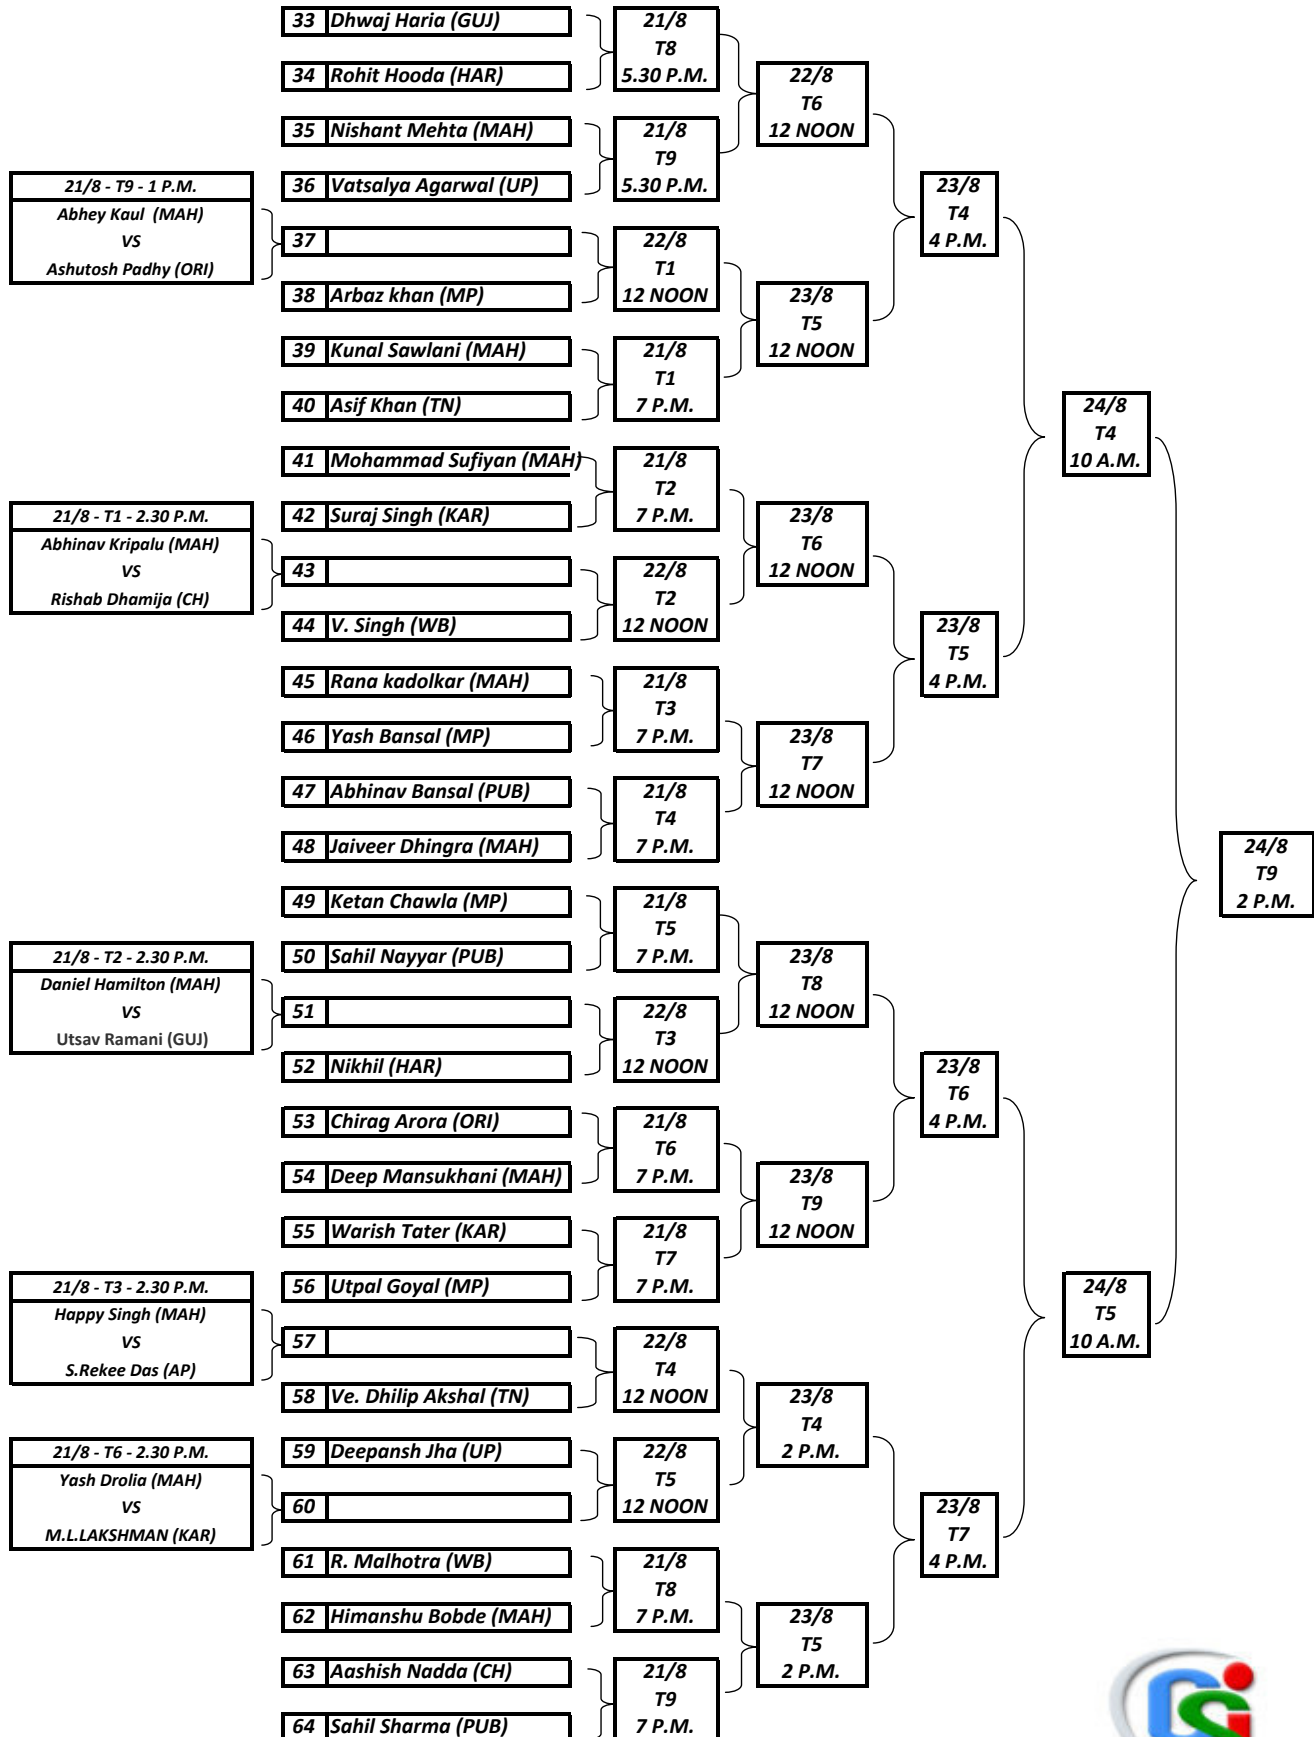 33 Dhwaj Haria (GUJ)
34 Rohit Hooda (HAR)
35 Nishant Mehta (MAH)
36 Vatsalya Agarwal (UP)
37
38 Arbaz khan (MP)
39 Kunal Sawlani (MAH)
40 Asif Khan (TN)
41 Mohammad Sufiyan (MAH)
42 Suraj Singh (KAR)
43
44 V. Singh (WB)
45 Rana kadolkar (MAH)
46 Yash Bansal (MP)
47 Abhinav Bansal (PUB)
48 Jaiveer Dhingra (MAH)
49 Ketan Chawla (MP)
50 Sahil Nayyar (PUB)
51
52 Nikhil (HAR)
53 Chirag Arora (ORI)
54 Deep Mansukhani (MAH)
55 Warish Tater (KAR)
56 Utpal Goyal (MP)
57
58 Ve. Dhilip Akshal (TN)
59 Deepansh Jha (UP)
60
61 R. Malhotra (WB)
62 Himanshu Bobde (MAH)
63 Aashish Nadda (CH)
64 Sahil Sharma (PUB)
21/8 - T9 - 1 P.M.
Abhey Kaul (MAH)
VS
Ashutosh Padhy (ORI)
21/8 - T1 - 2.30 P.M.
Abhinav Kripalu (MAH)
VS
Rishab Dhamija (CH)
21/8 - T2 - 2.30 P.M.
Daniel Hamilton (MAH)
VS
Utsav Ramani (GUJ)
21/8 - T3 - 2.30 P.M.
Happy Singh (MAH)
VS
S.Rekee Das (AP)
21/8 - T6 - 2.30 P.M.
Yash Drolia (MAH)
VS
M.L.LAKSHMAN (KAR)
21/8
T8
5.30 P.M.
21/8
T9
5.30 P.M.
22/8
T1
12 NOON
21/8
T1
7 P.M.
21/8
T2
7 P.M.
22/8
T2
12 NOON
21/8
T3
7 P.M.
21/8
T4
7 P.M.
21/8
T5
7 P.M.
22/8
T3
12 NOON
21/8
T6
7 P.M.
21/8
T7
7 P.M.
22/8
T4
12 NOON
22/8
T5
12 NOON
21/8
T8
7 P.M.
21/8
T9
7 P.M.
22/8
T6
12 NOON
23/8
T5
12 NOON
23/8
T6
12 NOON
23/8
T7
12 NOON
23/8
T8
12 NOON
23/8
T9
12 NOON
23/8
T4
2 P.M.
23/8
T5
2 P.M.
23/8
T4
4 P.M.
23/8
T5
4 P.M.
23/8
T6
4 P.M.
23/8
T7
4 P.M.
24/8
T4
10 A.M.
24/8
T5
10 A.M.
24/8
T9
2 P.M.